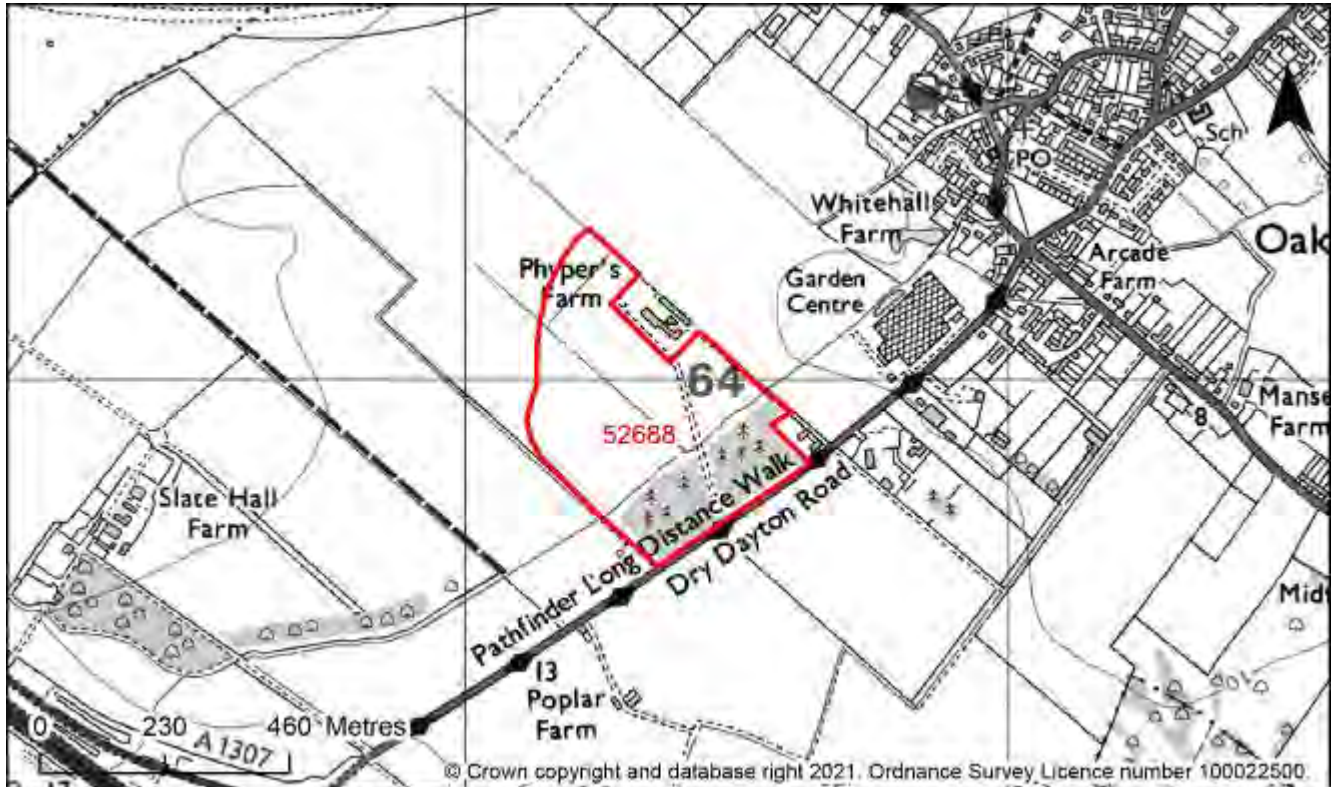 Sch
PO
Whitehall
Farm
Oak
Arcade
Farm
Garden
Centre
Phyper's
Farm
64
Manse
Farm
8
52688
Slate Hall
Farm
Pathfinder Long Distance Walk
Dry Dayton Road
13
Poplar
Farm
0 230 460 Metres
A 1307
© Crown copyright and database right 2021. Ordnance Survey Licence number 100022500.